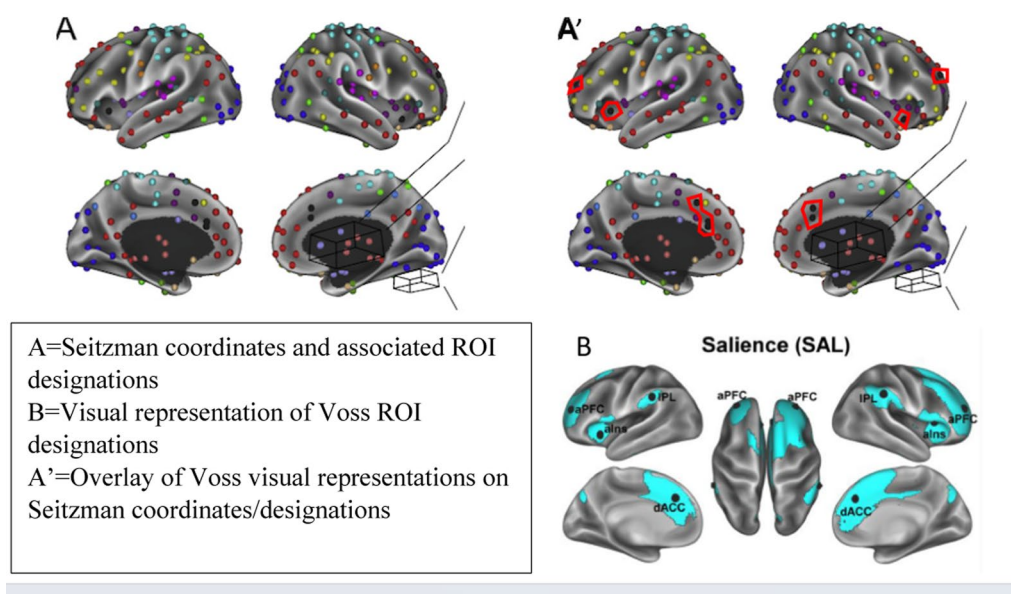 A
A’
A=Seitzman coordinates and associated ROI
designations
B=Visual representation of Voss ROI
designations
A’=Overlay of Voss visual representations on
Seitzman coordinates/designations
B
Salience (SAL)
aPFC
IPL
aIns
aPFC
aPFC
IPL
aPFC
aIns
dACC
dACC